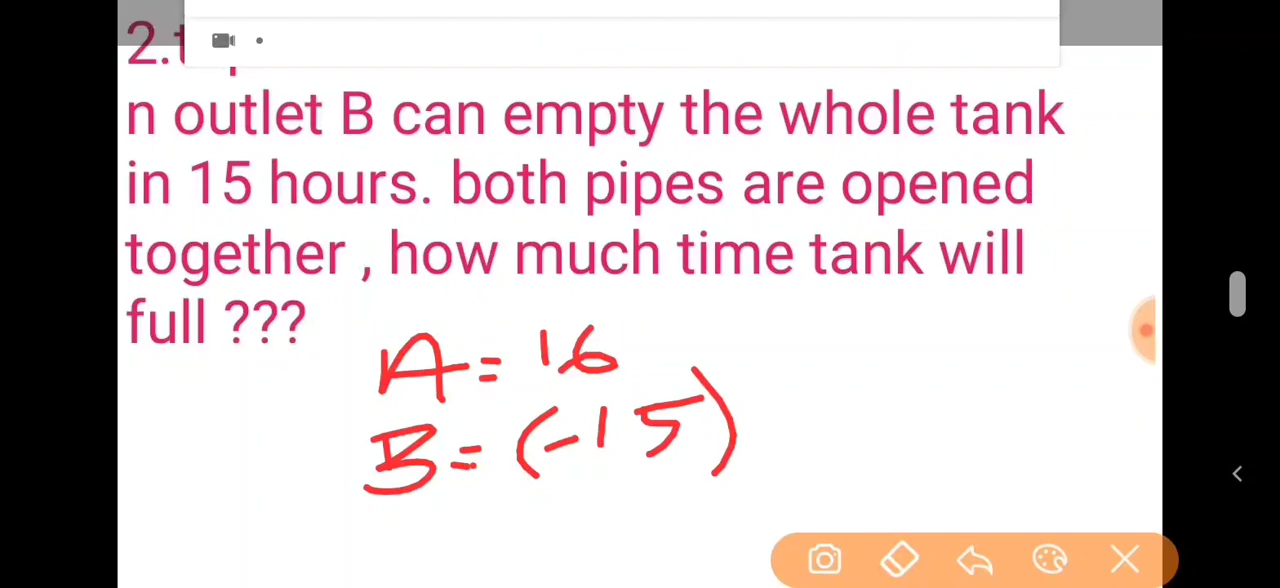 2.
n outlet B can empty the whole tank
in 15 hours. both pipes are opened
together , how much time tank will
full ???
A = 16
B = (-15)